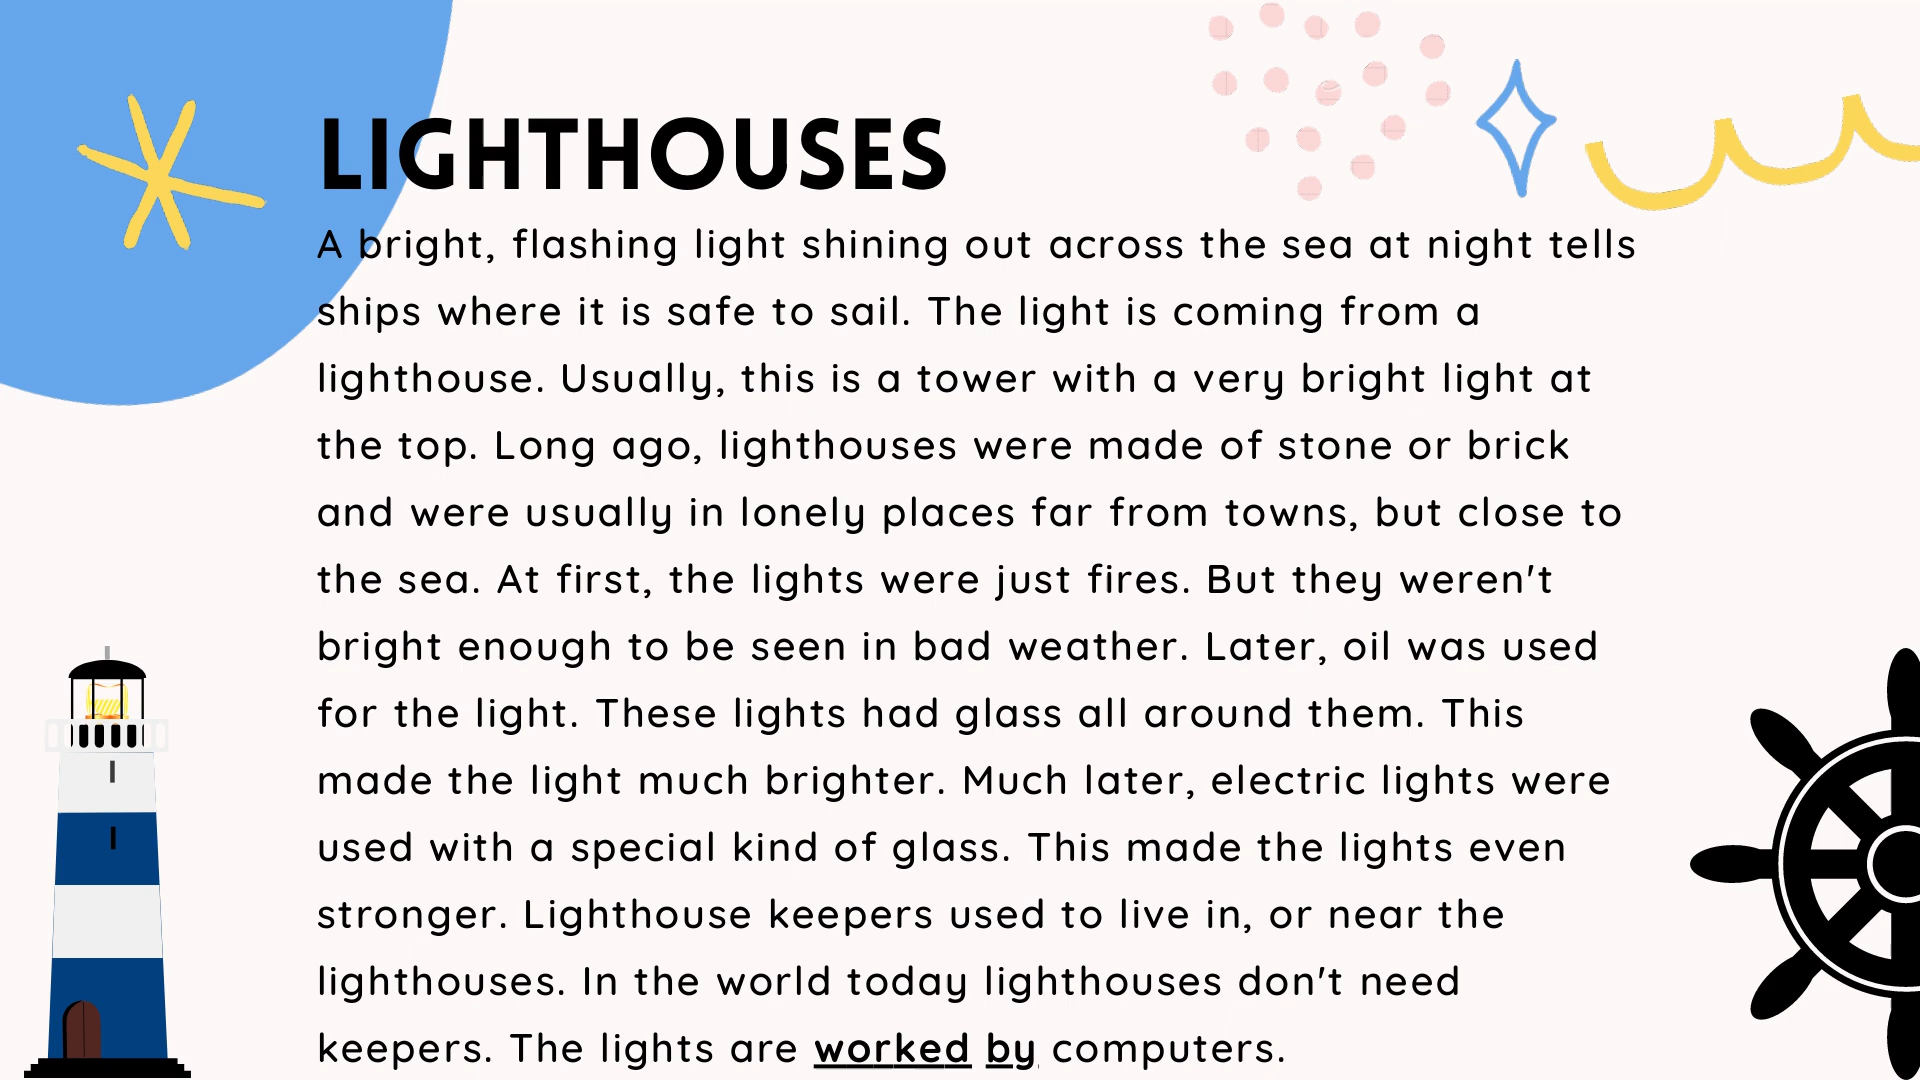 LIGHTHOUSES
A bright, flashing light shining out across the sea at night tells
ships where it is safe to sail. The light is coming from a
lighthouse. Usually, this is a tower with a very bright light at
the top. Long ago, lighthouses were made of stone or brick
and were usually in lonely places far from towns, but close to
the sea. At first, the lights were just fires. But they weren't
bright enough to be seen in bad weather. Later, oil was used
for the light. These lights had glass all around them. This
made the light much brighter. Much later, electric lights were
used with a special kind of glass. This made the lights even
stronger. Lighthouse keepers used to live in, or near the
lighthouses. In the world today lighthouses don't need
keepers. The lights are worked by computers.